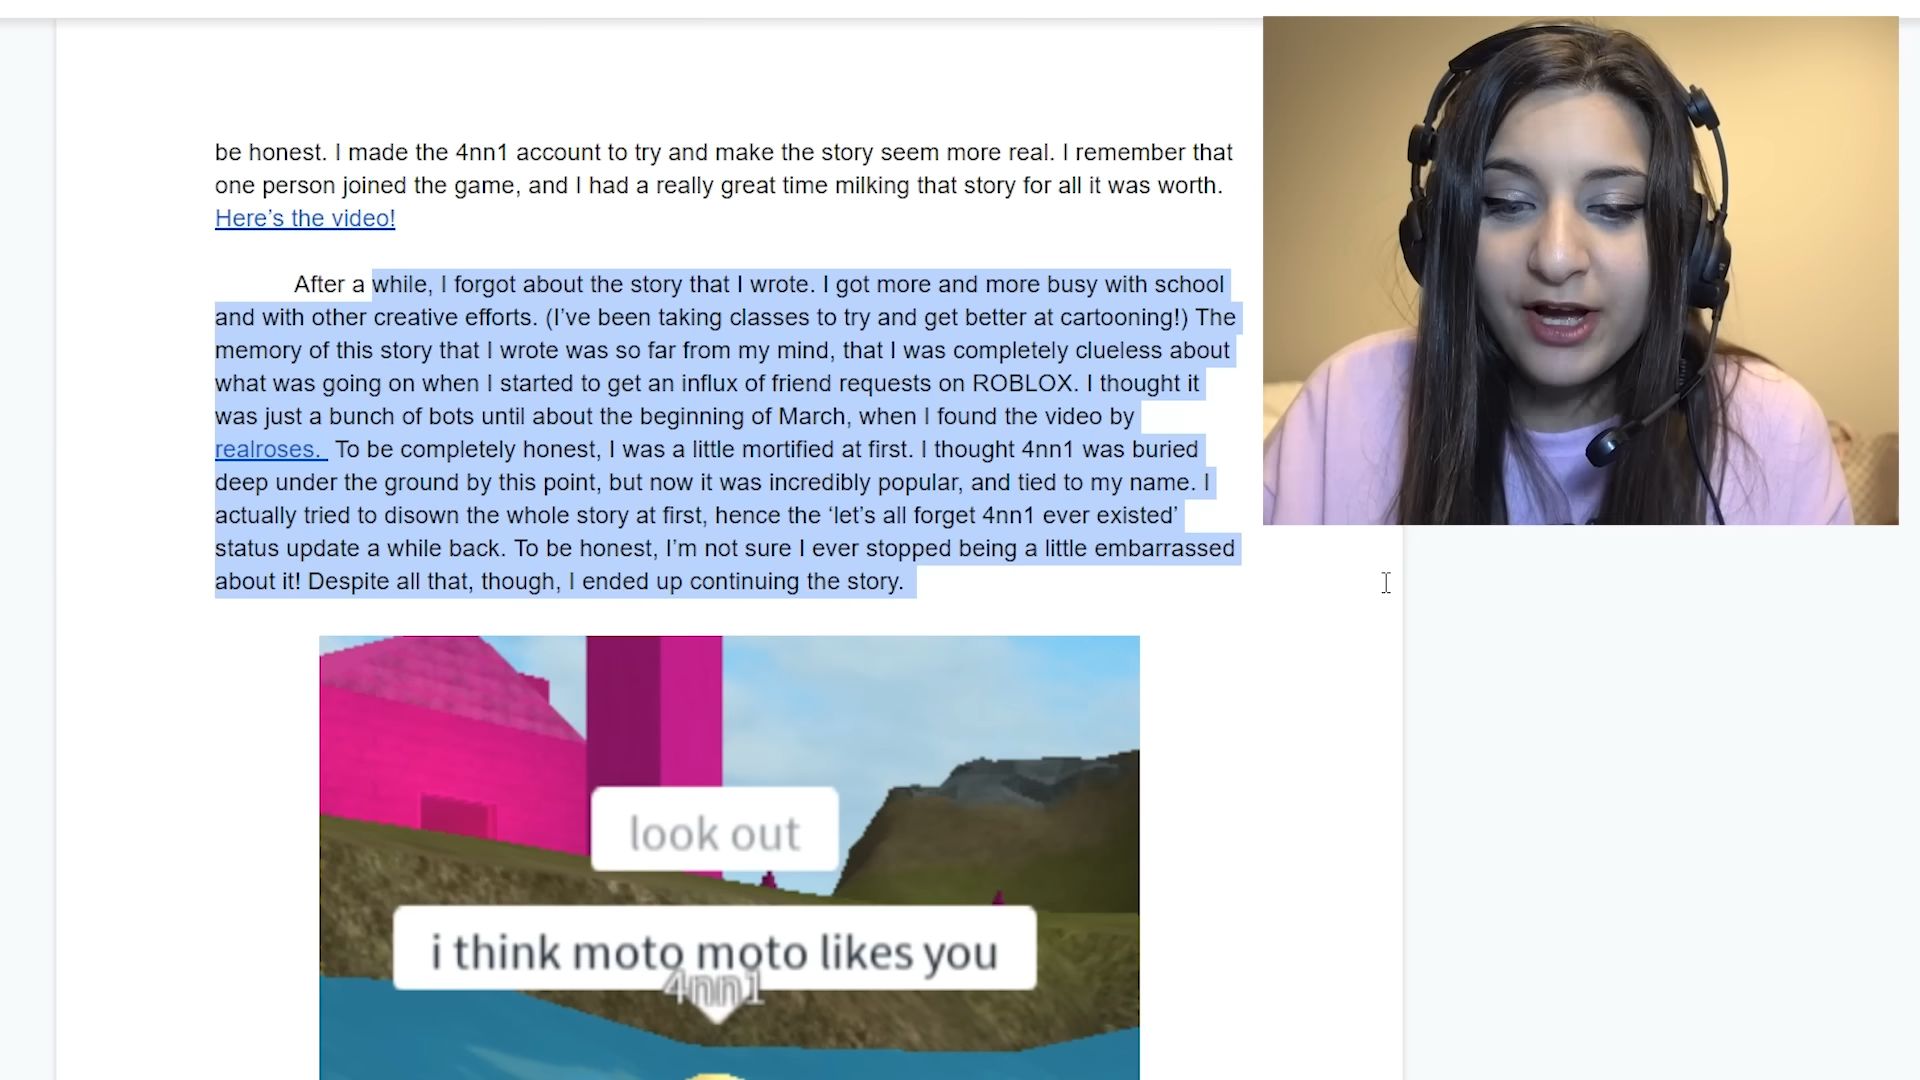 be honest. I made the 4nn1 account to try and make the story seem more real. I remember that
one person joined the game, and I had a really great time milking that story for all it was worth.
Here’s the video!
After a while, I forgot about the story that I wrote. I got more and more busy with school
and with other creative efforts. (I’ve been taking classes to try and get better at cartooning!) The
memory of this story that I wrote was so far from my mind, that I was completely clueless about
what was going on when I started to get an influx of friend requests on ROBLOX. I thought it
was just a bunch of bots until about the beginning of March, when I found the video by
realroses. To be completely honest, I was a little mortified at first. I thought 4nn1 was buried
deep under the ground by this point, but now it was incredibly popular, and tied to my name. I
actually tried to disown the whole story at first, hence the ‘let’s all forget 4nn1 ever existed’
status update a while back. To be honest, I’m not sure I ever stopped being a little embarrassed
about it! Despite all that, though, I ended up continuing the story.
look out
i think moto moto likes you
4nn1